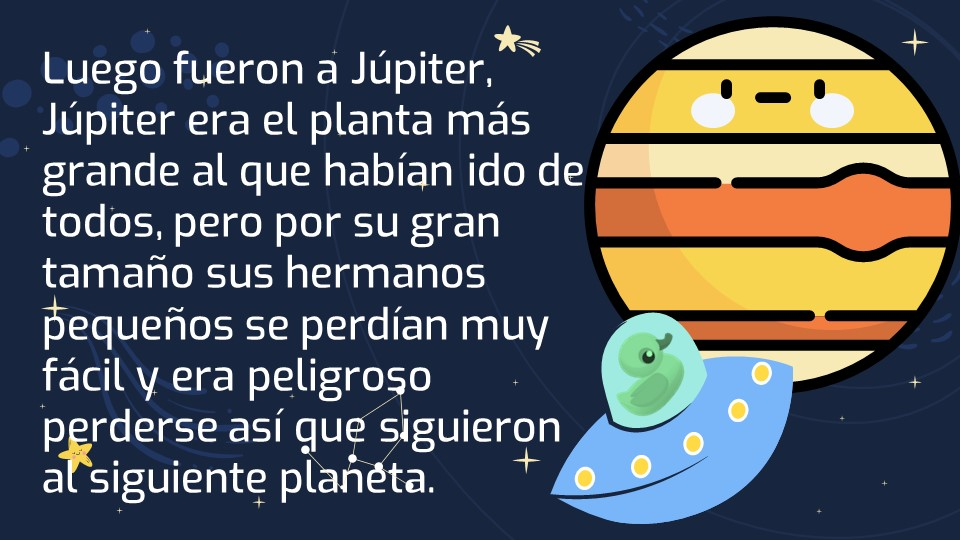 Luego fueron a Júpiter,
Júpiter era el planta más
grande al que habían ido de
todos, pero por su gran
tamaño sus hermanos
pequeños se perdían muy
fácil y era peligroso
perderse así que siguieron
al siguiente planeta.